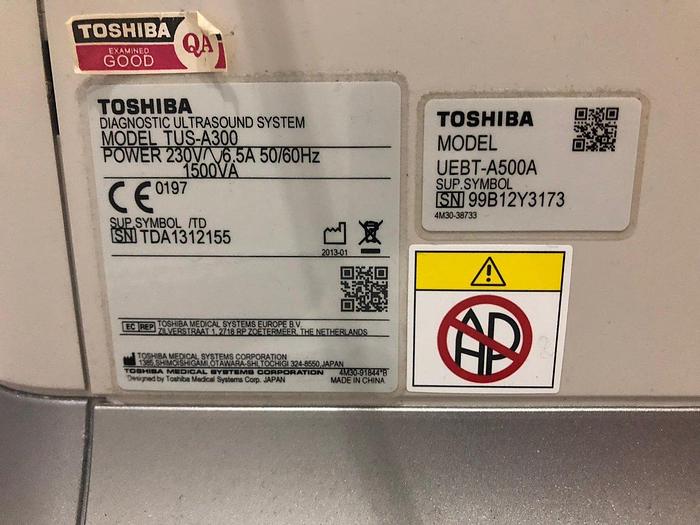 TOSHIBA
EXAMINED
GOOD
QA
TOSHIBA
DIAGNOSTIC ULTRASOUND SYSTEM
MODEL TUS-A300
POWER 230V∿6.5A 50/60Hz
1500VA
CE 0197
SUP.SYMBOL /TD
SN TDA1312155
2013-01
EC REP TOSHIBA MEDICAL SYSTEMS EUROPE B.V.
ZILVERSTRAAT 1, 2718 RP ZOETERMEER, THE NETHERLANDS
TOSHIBA MEDICAL SYSTEMS CORPORATION
1385,SHIMOISHIGAMI,OTAWARA-SHI,TOCHIGI 324-8550,JAPAN
TOSHIBA MEDICAL SYSTEMS CORPORATION 4M30-91844*B
Designed by Toshiba Medical Systems Corp. JAPAN MADE IN CHINA
TOSHIBA
MODEL
UEBT-A500A
SUP.SYMBOL
SN 99B12Y3173
4M30-38733
AP
HP